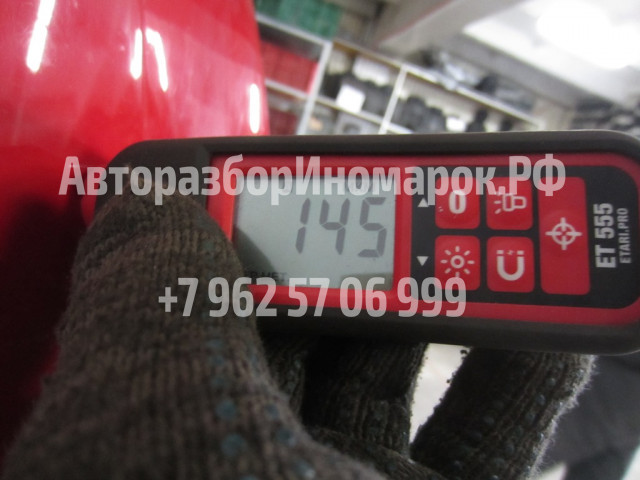 АвторазборИномарок.РФ
145
0
ET 555
ETARI.PRO
+7 962 57 06 999